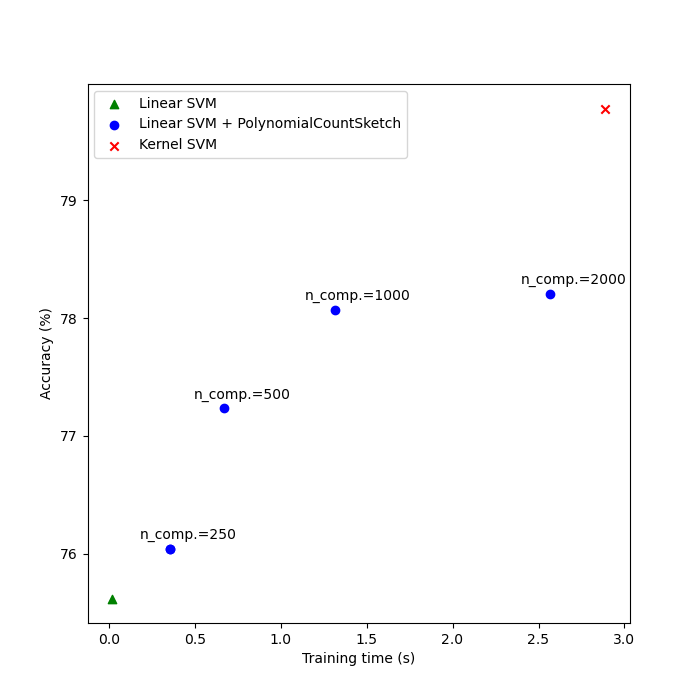 Linear SVM
Linear SVM + PolynomialCountSketch
Kernel SVM
n_comp.=2000
n_comp.=1000
n_comp.=500
n_comp.=250
79
78
77
76
Accuracy (%)
0.0 0.5 1.0 1.5 2.0 2.5 3.0
Training time (s)